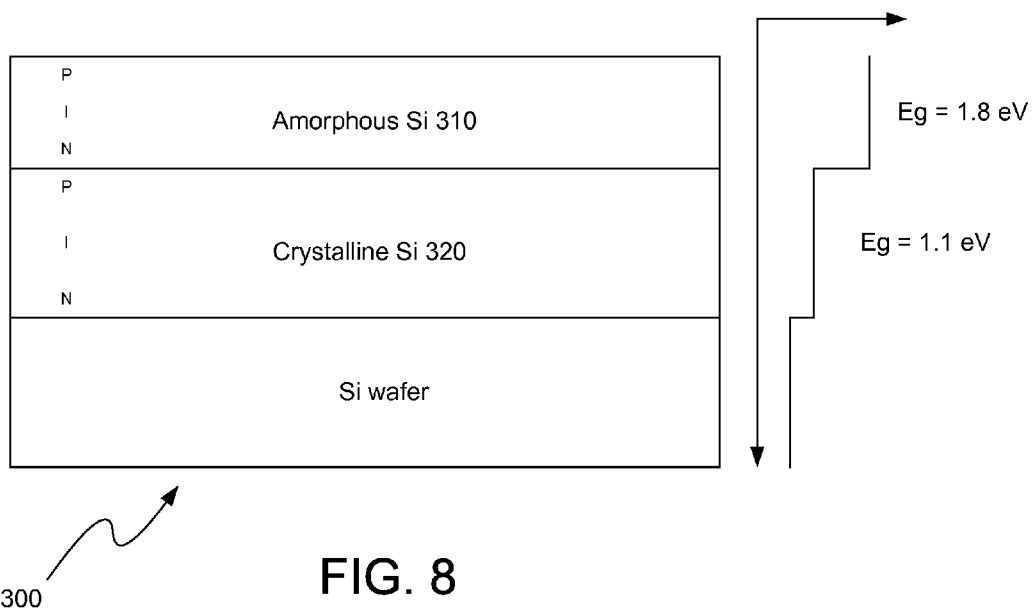 P
I
N
Amorphous Si 310
Eg = 1.8 eV
P
I
N
Crystalline Si 320
Eg = 1.1 eV
Si wafer
300
FIG. 8